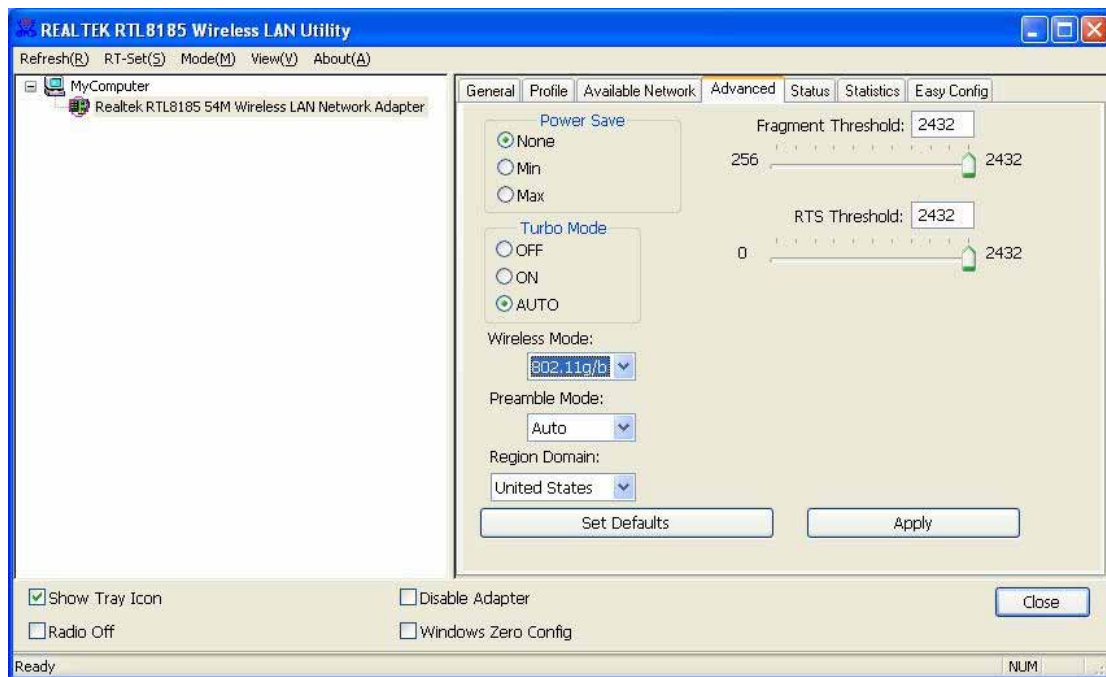 REALTEK RTL8185 Wireless LAN Utility
Refresh(R) RT-Set(S) Mode(M) View(V) About(A)
MyComputer
Realtek RTL8185 54M Wireless LAN Network Adapter
General Profile Available Network Advanced Status Statistics Easy Config
Power Save
None
Min
Max
Turbo Mode
OFF
ON
AUTO
Wireless Mode:
802.11g/b
Preamble Mode:
Auto
Region Domain:
United States
Fragment Threshold: 2432
256 2432
RTS Threshold: 2432
0 2432
Set Defaults Apply
Show Tray Icon Disable Adapter
Radio Off Windows Zero Config
Close
Ready NUM